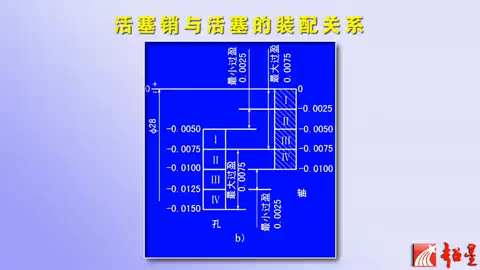 活塞销与活塞的装配关系
最小过盈
0.0025
最大过盈
0.0075
0
+
-
0
φ28
-0.0025
-0.0050
-0.0050
-0.0075
-0.0075
-0.0100
-0.0100
-0.0125
-0.0150
I
II
III
IV
I
II
III
IV
最大过盈
0.0075
最小过盈
0.0025
孔
销
b)